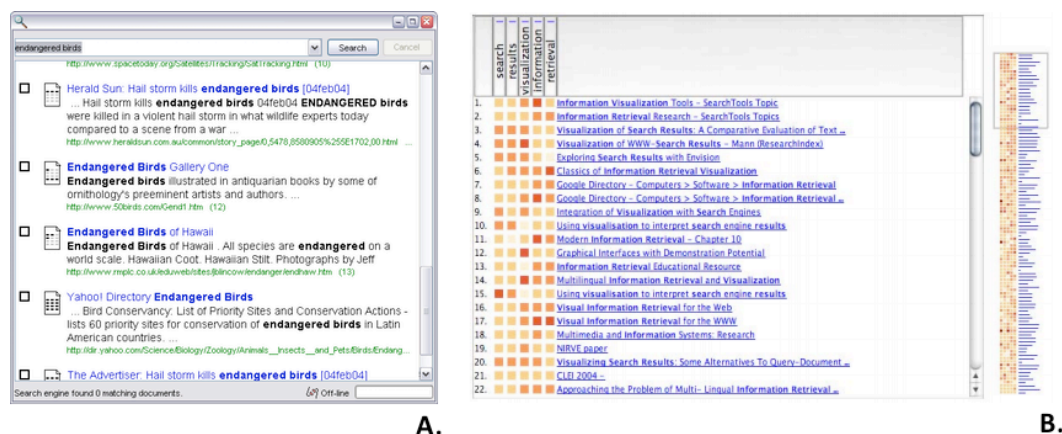 endangered birds
Search
Cancel
http://www.spacetoday.org/Satellites/Tracking/SatTracking.html (10)
Herald Sun: Hail storm kills endangered birds [04feb04]
... Hail storm kills endangered birds 04feb04 ENDANGERED birds
were killed in a violent hail storm in what wildlife experts today
compared to a scene from a war ...
http://www.heraldsun.com.au/common/story_page/0,5478,8580905%255E1702,00.html ...
Endangered Birds Gallery One
Endangered Birds illustrated in antiquarian books by some of
ornithology's preeminent artists and authors. ...
http://www.50birds.com/Gend1.htm (12)
Endangered Birds of Hawaii
Endangered Birds of Hawaii . All species are endangered on a
world scale. Hawaiian Coot. Hawaiian Stilt. Photographs by Jeff
http://www.rmplc.co.uk/eduweb/sites/jblincow/endanger/endhaw.htm (13)
Yahoo! Directory Endangered Birds
... Bird Conservancy: List of Priority Sites and Conservation Actions -
lists 60 priority sites for conservation of endangered birds in Latin
American countries. ...
http://dir.yahoo.com/Science/Biology/Zoology/Animals__Insects__and_Pets/Birds/Endang...
The Advertiser: Hail storm kills endangered birds [04feb04]
Search engine found 0 matching documents.
Off-line
A.
search
results
visualization
information
retrieval
1. Information Visualization Tools - SearchTools Topic
2. Information Retrieval Research - SearchTools Topics
3. Visualization of Search Results: A Comparative Evaluation of Text ...
4. Visualization of WWW-Search Results - Mann (ResearchIndex)
5. Exploring Search Results with Envision
6. Classics of Information Retrieval Visualization
7. Google Directory - Computers > Software > Information Retrieval
8. Google Directory - Computers > Software > Information Retrieval ...
9. Integration of Visualization with Search Engines
10. Using visualisation to interpret search engine results
11. Modern Information Retrieval - Chapter 10
12. Graphical Interfaces with Demonstration Potential
13. Information Retrieval Educational Resource
14. Multilingual Information Retrieval and Visualization
15. Using visualisation to interpret search engine results
16. Visual Information Retrieval for the Web
17. Visual Information Retrieval for the WWW
18. Multimedia and Information Systems: Research
19. NIRVE paper
20. Visualizing Search Results: Some Alternatives To Query-Document ...
21. CLEI 2004 -
22. Approaching the Problem of Multi- Lingual Information Retrieval ...
B.